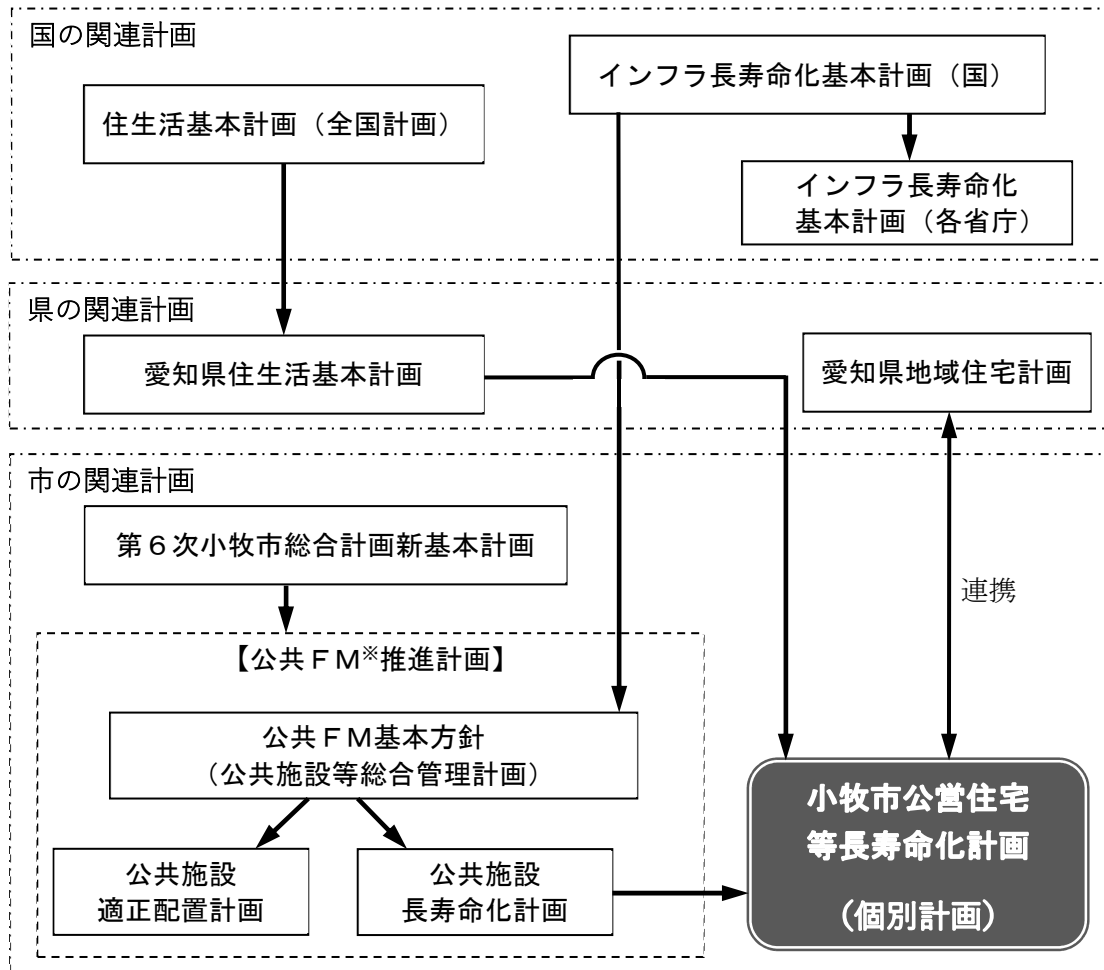 国の関連計画
インフラ長寿命化基本計画（国）
住生活基本計画（全国計画）
インフラ長寿命化
基本計画（各省庁）
県の関連計画
愛知県住生活基本計画
愛知県地域住宅計画
市の関連計画
第６次小牧市総合計画新基本計画
連携
【公共ＦＭ※推進計画】
公共ＦＭ基本方針
（公共施設等総合管理計画）
公共施設
適正配置計画
公共施設
長寿命化計画
小牧市公営住宅
等長寿命化計画
（個別計画）